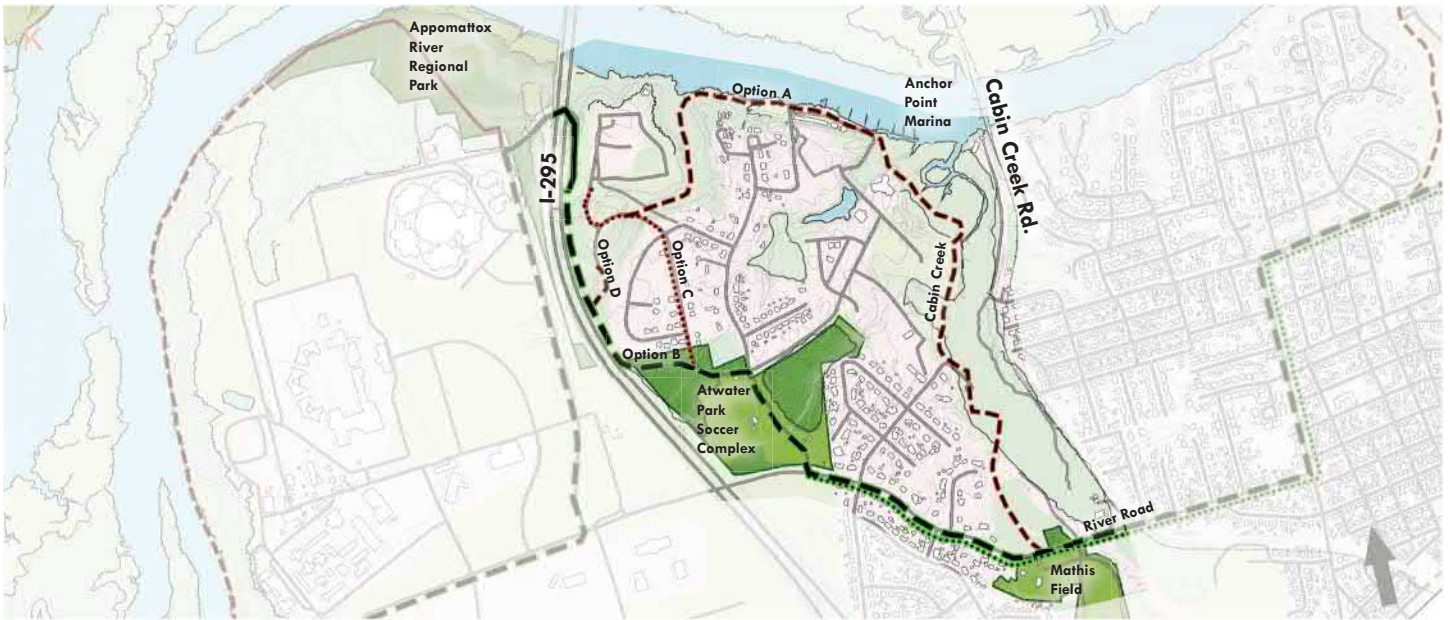 Appomattox
River
Regional
Park
I-295
Option A
Anchor
Point
Marina
Cabin Creek Rd.
Option D
Option C
Cabin Creek
Option B
Atwater
Park
Soccer
Complex
River Road
Mathis
Field